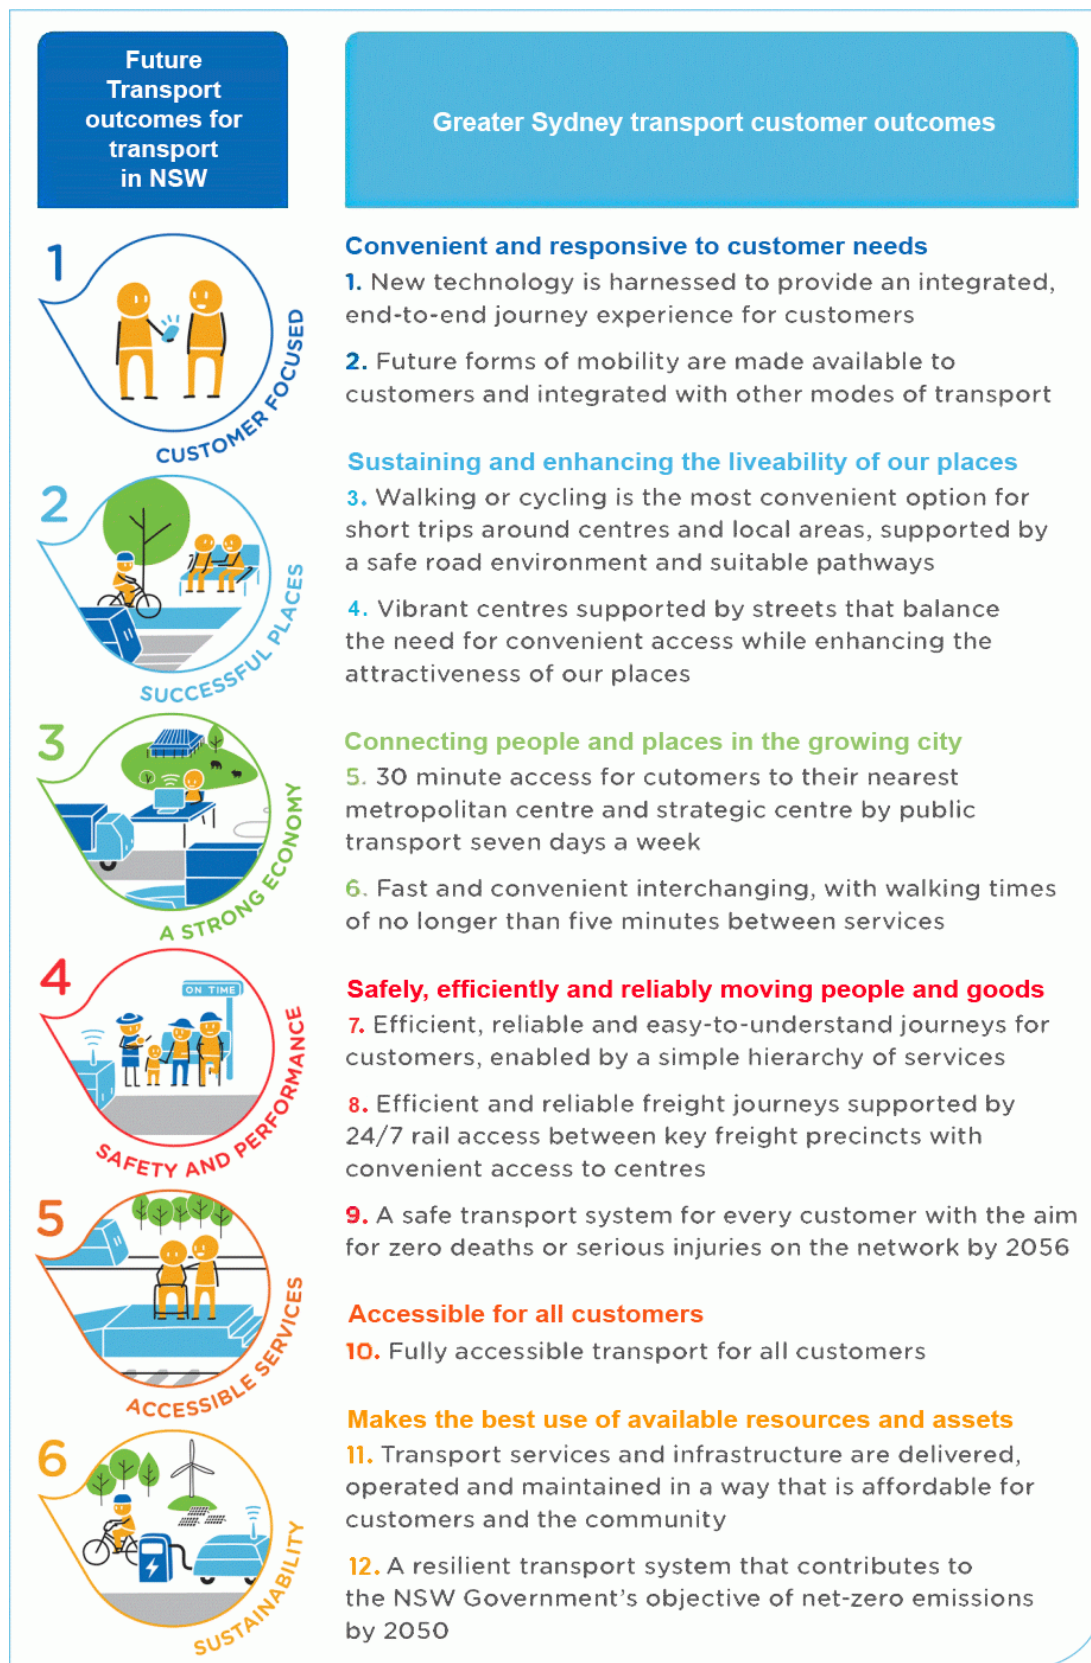 Future
Transport
outcomes for
transport
in NSW
Greater Sydney transport customer outcomes
1
CUSTOMER FOCUSED
Convenient and responsive to customer needs
1. New technology is harnessed to provide an integrated,
end-to-end journey experience for customers
2. Future forms of mobility are made available to
customers and integrated with other modes of transport
2
SUCCESSFUL PLACES
Sustaining and enhancing the liveability of our places
3. Walking or cycling is the most convenient option for
short trips around centres and local areas, supported by
a safe road environment and suitable pathways
4. Vibrant centres supported by streets that balance
the need for convenient access while enhancing the
attractiveness of our places
3
A STRONG ECONOMY
Connecting people and places in the growing city
5. 30 minute access for cutomers to their nearest
metropolitan centre and strategic centre by public
transport seven days a week
6. Fast and convenient interchanging, with walking times
of no longer than five minutes between services
4
ON TIME
SAFETY AND PERFORMANCE
Safely, efficiently and reliably moving people and goods
7. Efficient, reliable and easy-to-understand journeys for
customers, enabled by a simple hierarchy of services
8. Efficient and reliable freight journeys supported by
24/7 rail access between key freight precincts with
convenient access to centres
9. A safe transport system for every customer with the aim
for zero deaths or serious injuries on the network by 2056
5
ACCESSIBLE SERVICES
Accessible for all customers
10. Fully accessible transport for all customers
6
SUSTAINABILITY
Makes the best use of available resources and assets
11. Transport services and infrastructure are delivered,
operated and maintained in a way that is affordable for
customers and the community
12. A resilient transport system that contributes to
the NSW Government's objective of net-zero emissions
by 2050